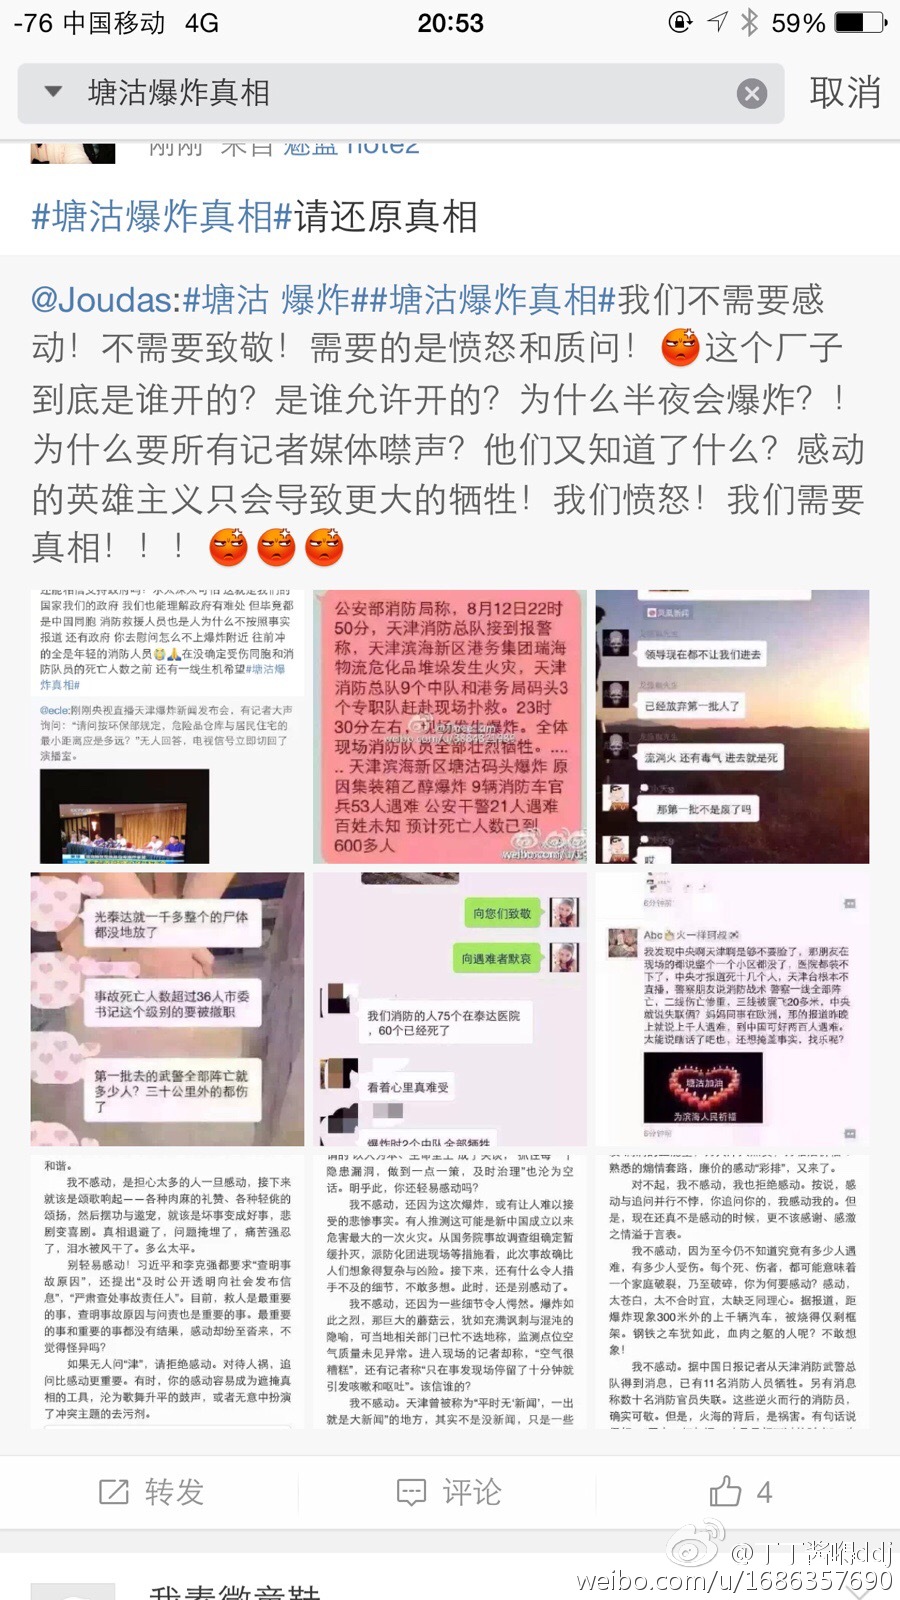 -76 中国移动 4G 20:53 59%
塘沽爆炸真相 取消
刚刚 来自 魅蓝 note2
#塘沽爆炸真相#请还原真相
@Joudas:#塘沽 爆炸##塘沽爆炸真相#我们不需要感
动！不需要致敬！需要的是愤怒和质问！这个厂子
到底是谁开的？是谁允许开的？为什么半夜会爆炸？！
为什么要所有记者媒体噤声？他们又知道了什么？感动
的英雄主义只会导致更大的牺牲！我们愤怒！我们需要
真相！！！
国家我们的政府 我们也能理解政府有难处 但毕竟都
是中国同胞 消防救援人员也是人为什么不按照事实
报道 还有政府 你去慰问怎么不上爆炸附近 往前冲
的全是年轻的消防人员在没确定受伤同胞和消
防队员的死亡人数之前 还有一线生机希望#塘沽爆
炸真相#
@ecle:刚刚央视直播天津爆炸新闻发布会，有记者大声
询问：“请问按环保部规定，危险品仓库与居民住宅的
最小距离应是多远？”无人回答，电视信号立即切回了
演播室。
公安部消防局称，8月12日22时
50分，天津消防总队接到报警
称，天津滨海新区港务集团瑞海
物流危化品堆垛发生火灾，天津
消防总队9个中队和港务局码头3
个专职队赶赴现场扑救。23时
30分左右，现场发生爆炸。全体
现场消防队员全部壮烈牺牲。....
.. 天津滨海新区塘沽码头爆炸 原
因集装箱乙醇爆炸 9辆消防车官
兵53人遇难 公安干警21人遇难
百姓未知 预计死亡人数已到
600多人
凤凰新闻
领导现在都不让我们进去
已经放弃第一批人了
流淌火 还有毒气 进去就是死
那第一批不是废了吗
哎
光泰达就一千多整个的尸体
都没地放了
事故死亡人数超过36人市委
书记这个级别的要被撤职
第一批去的武警全部阵亡就
多少人？三十公里外的都伤
了
向您们致敬
向遇难者默哀
我们消防的人75个在泰达医院
，60个已经死了
看着心里真难受
爆炸时2个中队全部牺牲
6分钟前
我发现中央啊天津啊是够不要脸了，那朋友在
现场的都说整个一个小区都没了，医院都装不
下了，中央才报道死十几个人，天津台根本不
直播，警察朋友说消防战术 警察一线全部阵
亡，二线伤亡惨重，三线被震飞20多米，中央
就说失联俩？妈妈同事在欧洲，那的报道昨晚
上就说上千人遇难，到中国可好两百人遇难。
太能说瞎话了吧也，还想掩盖事实，找乐呢？
塘沽加油
为滨海人民祈福
6分钟前
和谐。
我不感动，是担心太多的人一旦感动，接下来
就该是颂歌响起——各种肉麻的礼赞、各种轻佻的
颂扬，然后摆功与邀宠，就该是坏事变成好事，悲
剧变喜剧。真相退避了，问题掩埋了，痛苦强忍
了，泪水被风干了。多么太平。
别轻易感动！习近平和李克强都要求“查明事
故原因”，还提出“及时公开透明向社会发布信
息”，“严肃查处事故责任人”。目前，救人是最重要
的事，查明事故原因与问责也是重要的事。最重要
的事和重要的事都没有结果，感动却纷至沓来，不
觉得怪异吗？
如果无人问“津”，请拒绝感动。对待人祸，追
问比感动更重要。有时，你的感动容易成为遮掩真
相的工具，沦为歌舞升平的鼓声，或者无意中扮演
了冲突主题的去污剂。
隐患漏洞，做到一点一策，及时治理”也沦为空
话。明乎此，你还轻易感动吗？
我不感动，还因为这次爆炸，或有让人难以接
受的悲惨事实。有人推测这可能是新中国成立以来
危害最大的一次火灾。从国务院事故调查组确定暂
缓扑灭，派防化团进现场等措施看，此次事故确比
人们想象得复杂与凶险。接下来，还有什么令人措
手不及的细节，不敢多想。此时，还是别感动了。
我不感动，还因为一些细节令人愕然。爆炸如
此之烈，那巨大的蘑菇云，犹如充满讽刺与混沌的
隐喻，可当地相关部门已忙不迭地称，监测点位空
气质量未见异常。进入现场的记者却称，“空气很
糟糕”，还有记者称“只在事发现场停留了十分钟就
引发咳嗽和呕吐”。该信谁的？
我不感动。天津曾被称为“平时无‘新闻’，一出
就是大新闻”的地方，其实不是没新闻，只是一些
熟悉的煽情套路，廉价的感动“彩排”，又来了。
对不起，我不感动，我也拒绝感动。按说，感
动与追问并行不悖，你追问你的，我感动我的。但
是，现在还真不是感动的时候，更不该感谢、感激
之情溢于言表。
我不感动，因为至今仍不知道究竟有多少人遇
难，有多少人受伤。每个死、伤者，都可能意味着
一个家庭破裂，乃至破碎，你为何要感动？感动，
太苍白，太不合时宜，太缺乏同理心。据报道，距
爆炸现象300米外的上千辆汽车，被烧得仅剩框
架。钢铁之车犹如此，血肉之躯的人呢？不敢想
象！
我不感动。据中国日报记者从天津消防武警总
队得到消息，已有11名消防人员牺牲。另有消息
称数十名消防官兵失联。这些逆火而行的消防员，
确实可敬。但是，火海的背后，是祸害。有句话说
转发 评论 4
weibo.com/u/1686357690